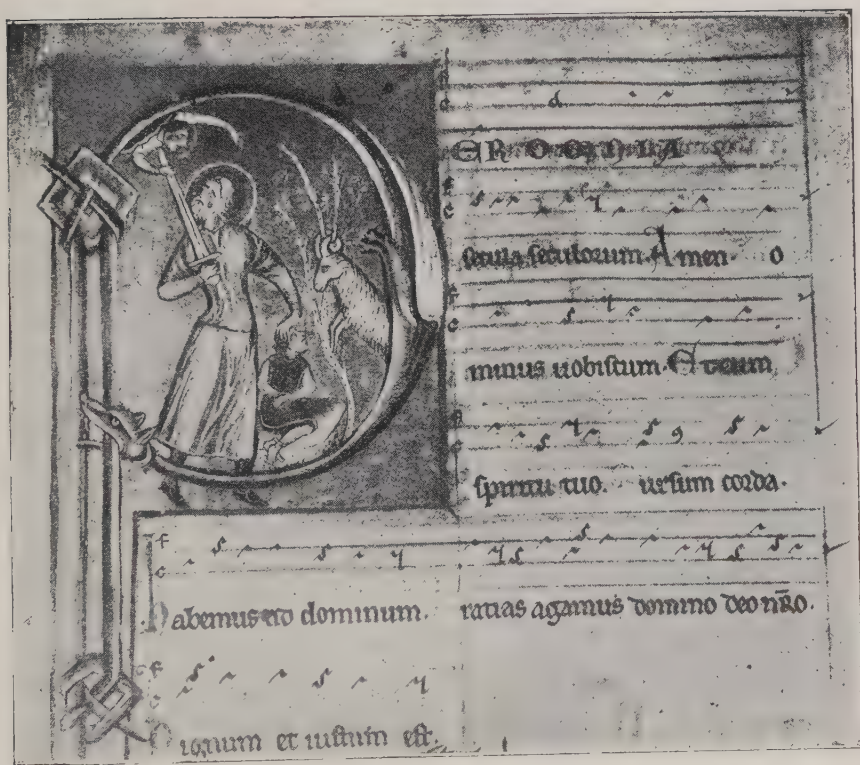 ER OMNIA
secula seculorum. Amen. o
minus uobiscum. Et cum
spiritu tuo. ursum corda.
abemus ad dominum. ratias agamus domino deo nr̄o.
ignum et iustum est.